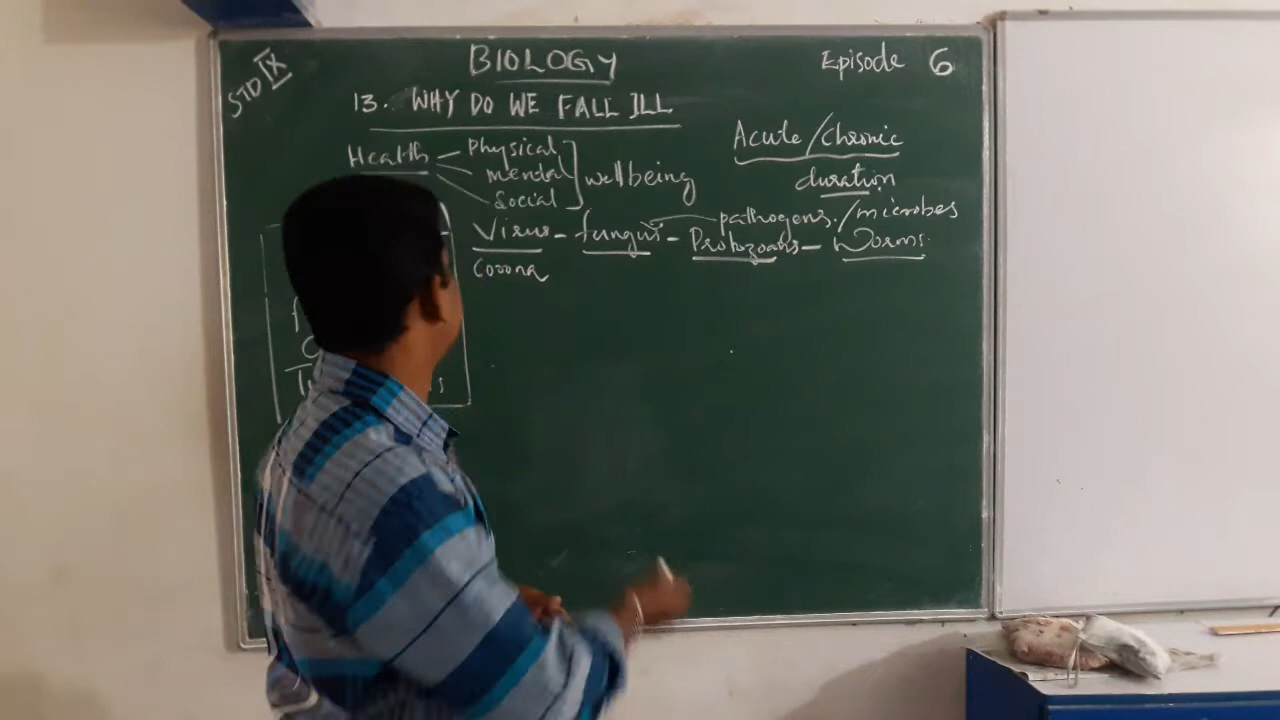 STD IX
BIOLOGY
Episode 6
13. WHY DO WE FALL ILL
Acute/chronic
duration
Health
physical
mental
social
wellbeing
pathogens/microbes
Virus - fungus - Protozoans - Worms
Corona